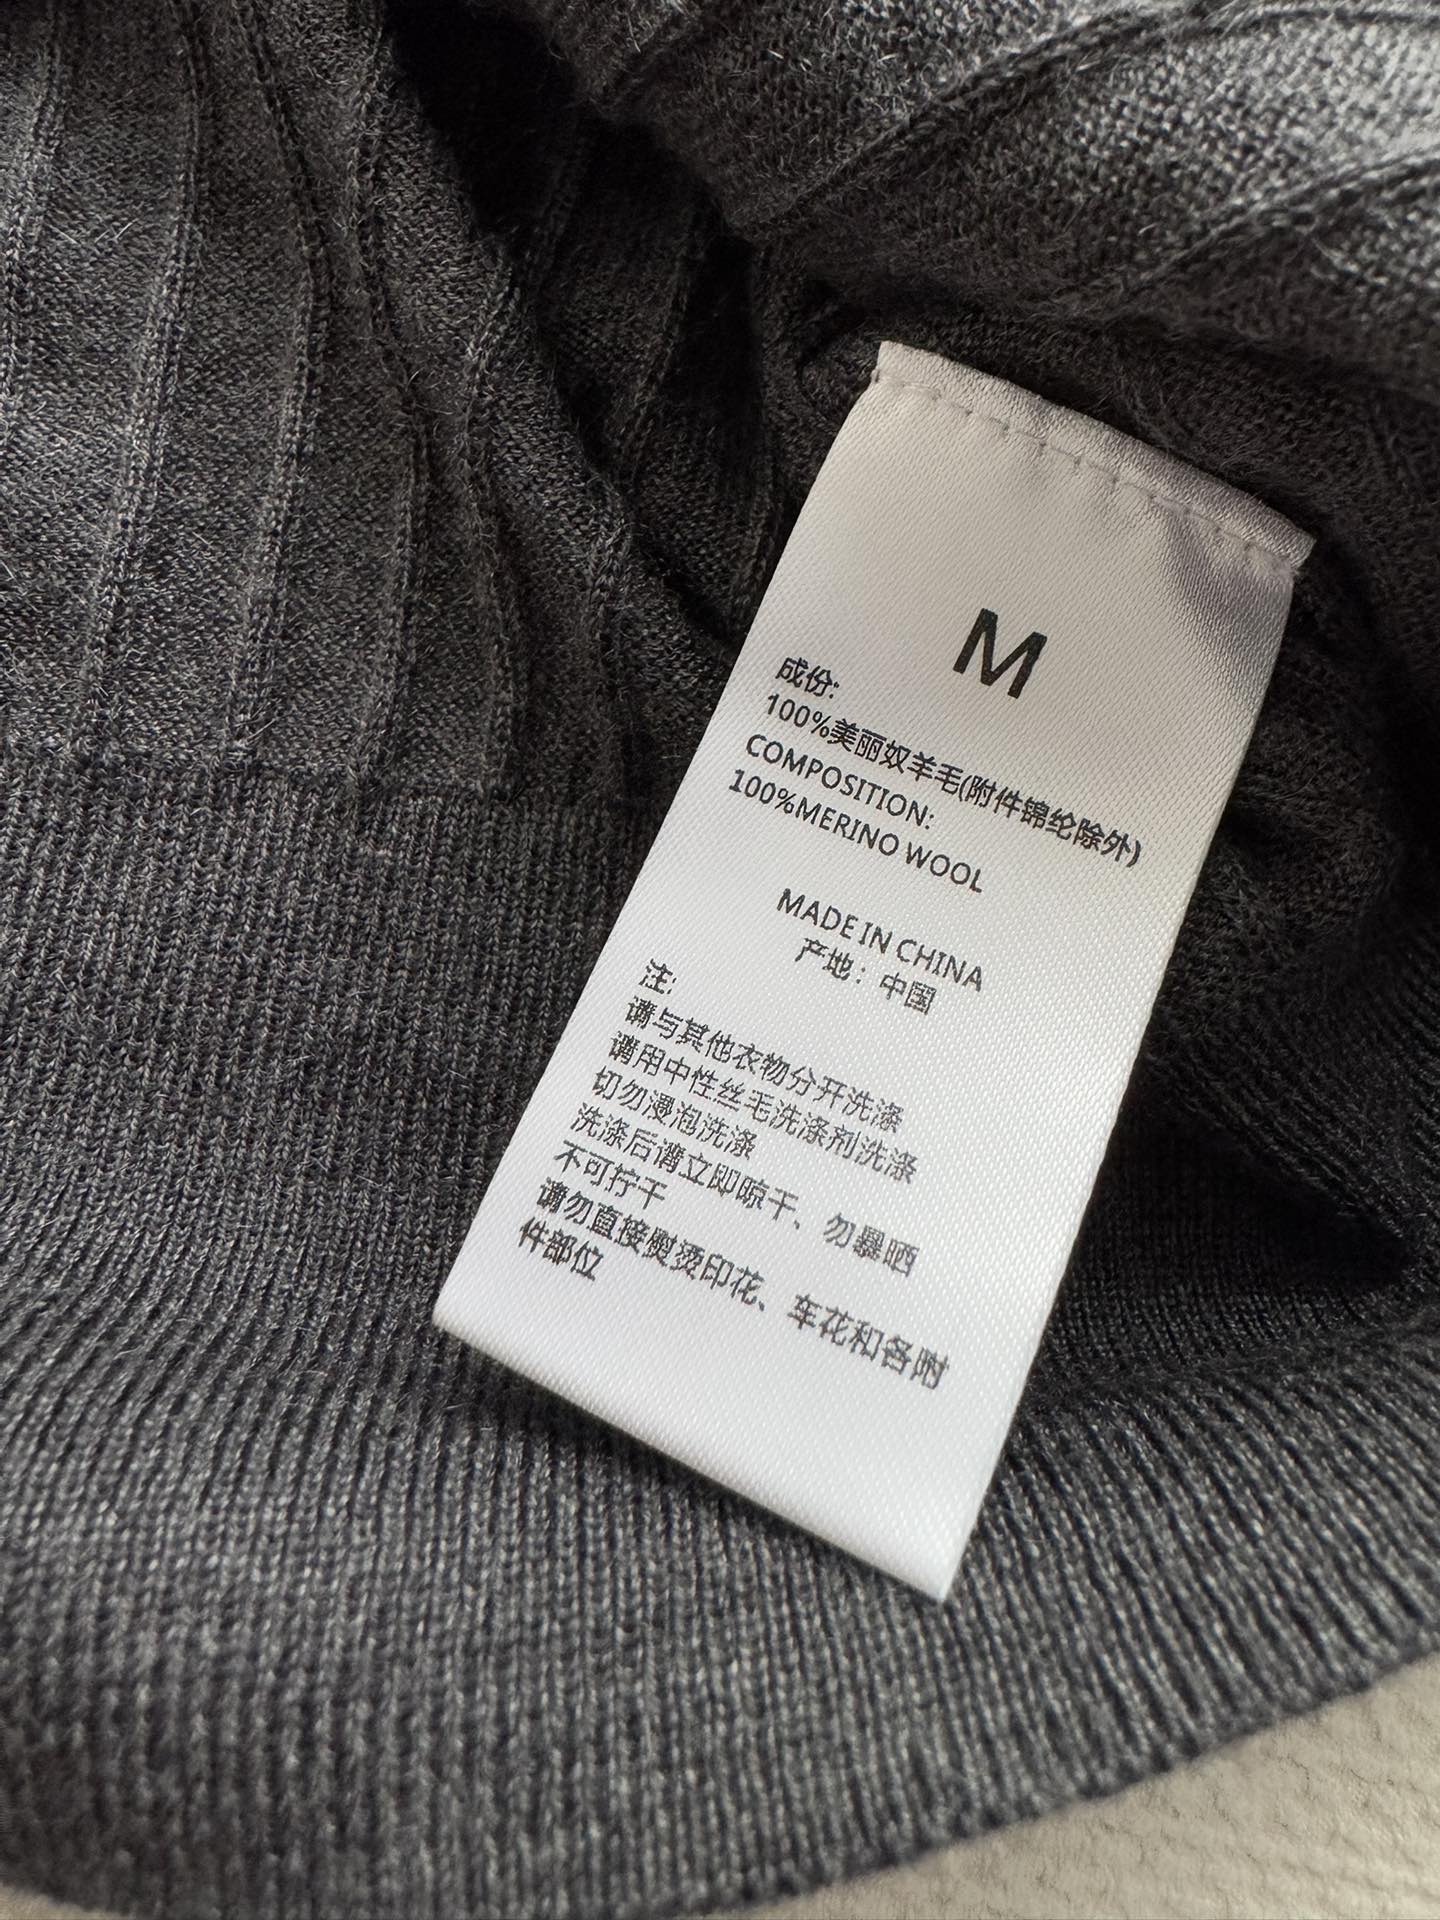 M
成份:
100%美丽奴羊毛(附件锦纶除外)
COMPOSITION:
100%MERINO WOOL
MADE IN CHINA
产地：中国
注:
请与其他衣物分开洗涤
请用中性丝毛洗涤剂洗涤
切勿浸泡洗涤
洗涤后请立即晾干、勿暴晒
不可拧干
请勿直接熨烫印花、车花和各附
件部位